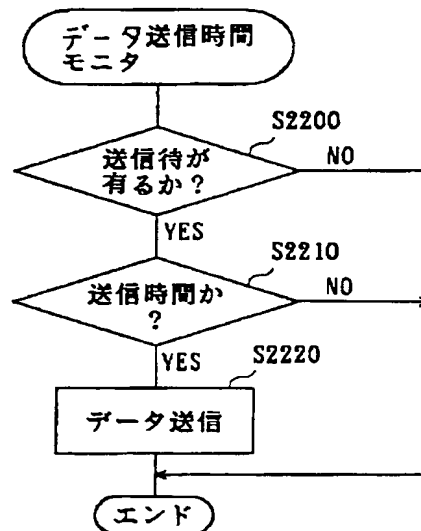 データ送信時間
モニタ
S2200
送信待が
有るか？
NO
YES
S2210
送信時間か
？
NO
YES
S2220
データ送信
エンド